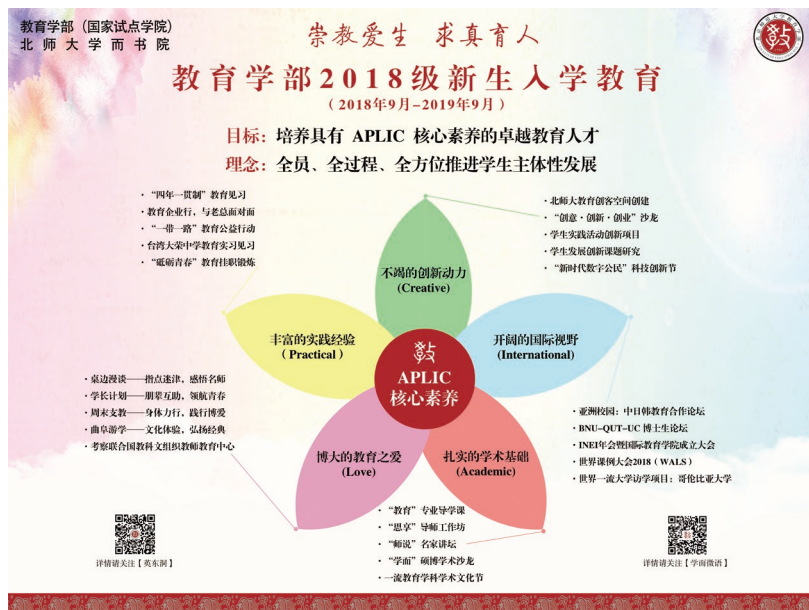 教育学部（国家试点学院）
北师大学而书院
崇教爱生 求真育人
教育学部2018级新生入学教育
（2018年9月-2019年9月）
目标：培养具有 APLIC 核心素养的卓越教育人才
理念：全员、全过程、全方位推进学生主体性发展
·“四年一贯制”教育见习
·教育企业行，与老总面对面
·“一带一路”教育公益行动
·台湾大荣中学教育实习见习
·“砥砺青春”教育挂职锻炼
·北师大教育创客空间创建
·“创意·创新·创业”沙龙
·学生实践活动创新项目
·学生发展创新课题研究
·“新时代数字公民”科技创新节
不竭的创新动力
(Creative)
丰富的实践经验
(Practical)
开阔的国际视野
(International)
APLIC
核心素养
博大的教育之爱
(Love)
扎实的学术基础
(Academic)
·桌边漫谈——指点迷津，感悟名师
·学长计划——朋辈互助，领航青春
·周末支教——身体力行，践行博爱
·曲阜游学——文化体验，弘扬经典
·考察联合国教科文组织教师教育中心
·亚洲校园：中日韩教育合作论坛
·BNU-QUT-UC 博士生论坛
·INEI年会暨国际教育学院成立大会
·世界课例大会2018（WALS）
·世界一流大学访学项目：哥伦比亚大学
·“教育”专业导学课
·“思享”导师工作坊
·“师说”名家讲坛
·“学而”硕博学术沙龙
·一流教育学科学术文化节
详情请关注【英东洞】
详情请关注【学而微语】